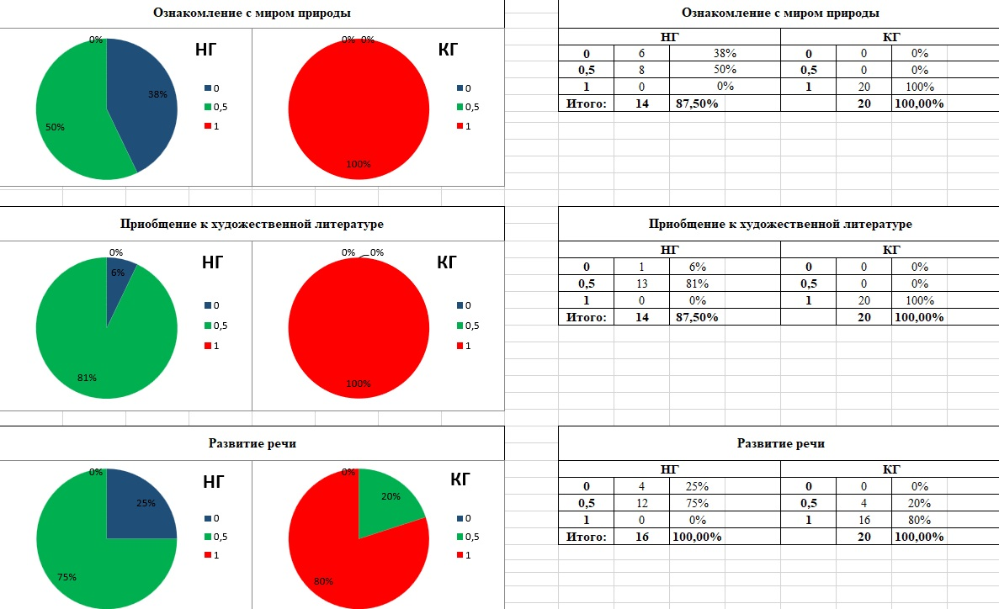 Ознакомление с миром природы
НГ
0%
38%
50%
0
0,5
1
КГ
0% 0%
100%
0
0,5
1
Ознакомление с миром природы
НГ КГ
0 6 38% 0 0 0%
0,5 8 50% 0,5 0 0%
1 0 0% 1 20 100%
Итого: 14 87,50% 20 100,00%
Приобщение к художественной литературе
НГ
0%
6%
81%
0
0,5
1
КГ
0% 0%
100%
0
0,5
1
Приобщение к художественной литературе
НГ КГ
0 1 6% 0 0 0%
0,5 13 81% 0,5 0 0%
1 0 0% 1 20 100%
Итого: 14 87,50% 20 100,00%
Развитие речи
НГ
0%
25%
75%
0
0,5
1
КГ
0%
20%
80%
0
0,5
1
Развитие речи
НГ КГ
0 4 25% 0 0 0%
0,5 12 75% 0,5 4 20%
1 0 0% 1 16 80%
Итого: 16 100,00% 20 100,00%